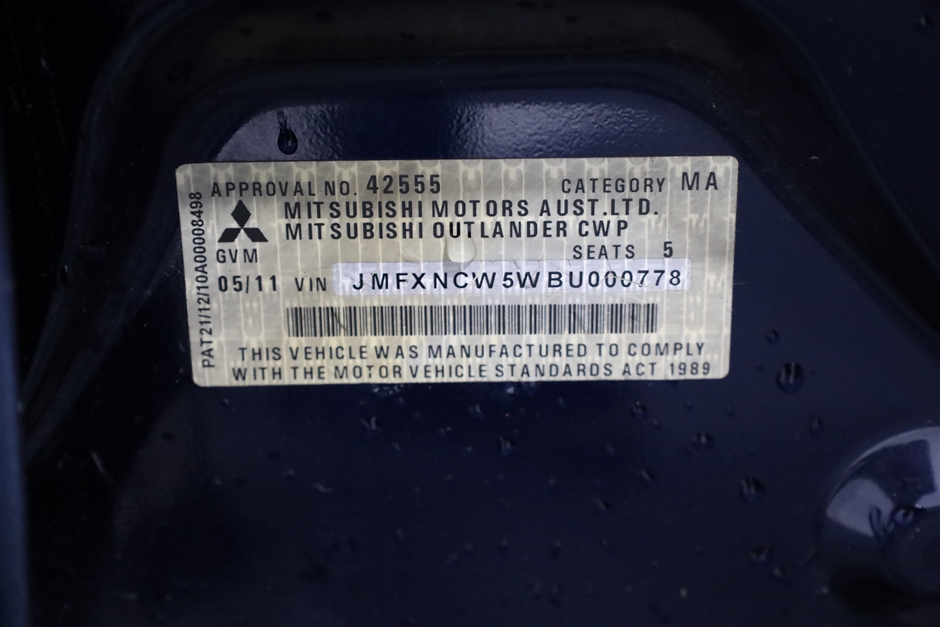 APPROVAL NO. 42555 CATEGORY MA
MITSUBISHI MOTORS AUST.LTD.
MITSUBISHI OUTLANDER CWP
GVM SEATS 5
05/11 VIN JMFXNCW5WBU000778
THIS VEHICLE WAS MANUFACTURED TO COMPLY
WITH THE MOTOR VEHICLE STANDARDS ACT 1989
PAT21/12/10A00008498